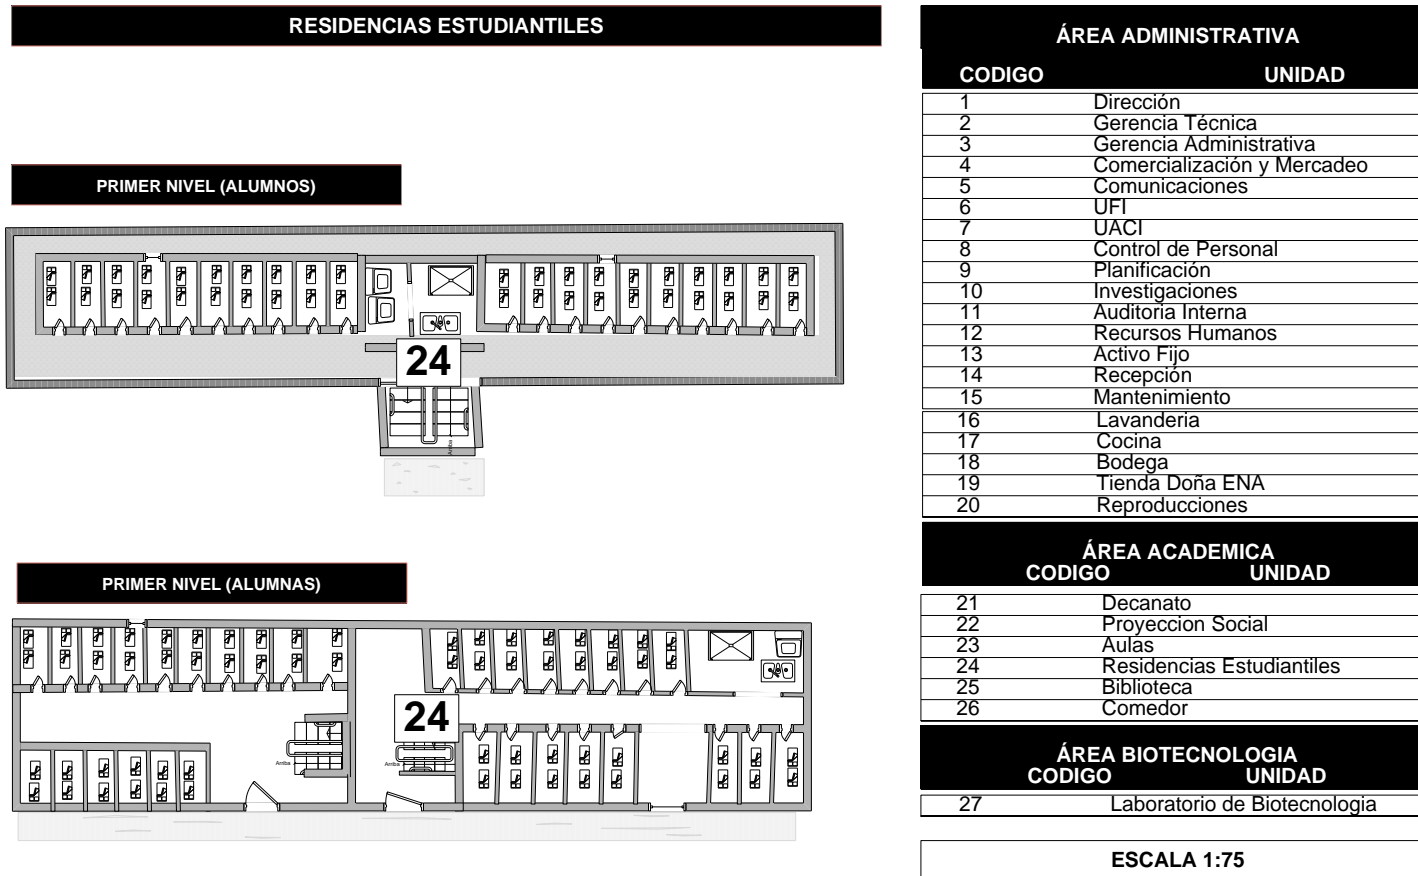 RESIDENCIAS ESTUDIANTILES
PRIMER NIVEL (ALUMNOS)
24
Arriba
PRIMER NIVEL (ALUMNAS)
24
Arriba
Arriba
ÁREA ADMINISTRATIVA
CODIGO UNIDAD
1 Dirección
2 Gerencia Técnica
3 Gerencia Administrativa
4 Comercialización y Mercadeo
5 Comunicaciones
6 UFI
7 UACI
8 Control de Personal
9 Planificación
10 Investigaciones
11 Auditoria Interna
12 Recursos Humanos
13 Activo Fijo
14 Recepción
15 Mantenimiento
16 Lavanderia
17 Cocina
18 Bodega
19 Tienda Doña ENA
20 Reproducciones
ÁREA ACADEMICA
CODIGO UNIDAD
21 Decanato
22 Proyeccion Social
23 Aulas
24 Residencias Estudiantiles
25 Biblioteca
26 Comedor
ÁREA BIOTECNOLOGIA
CODIGO UNIDAD
27 Laboratorio de Biotecnologia
ESCALA 1:75